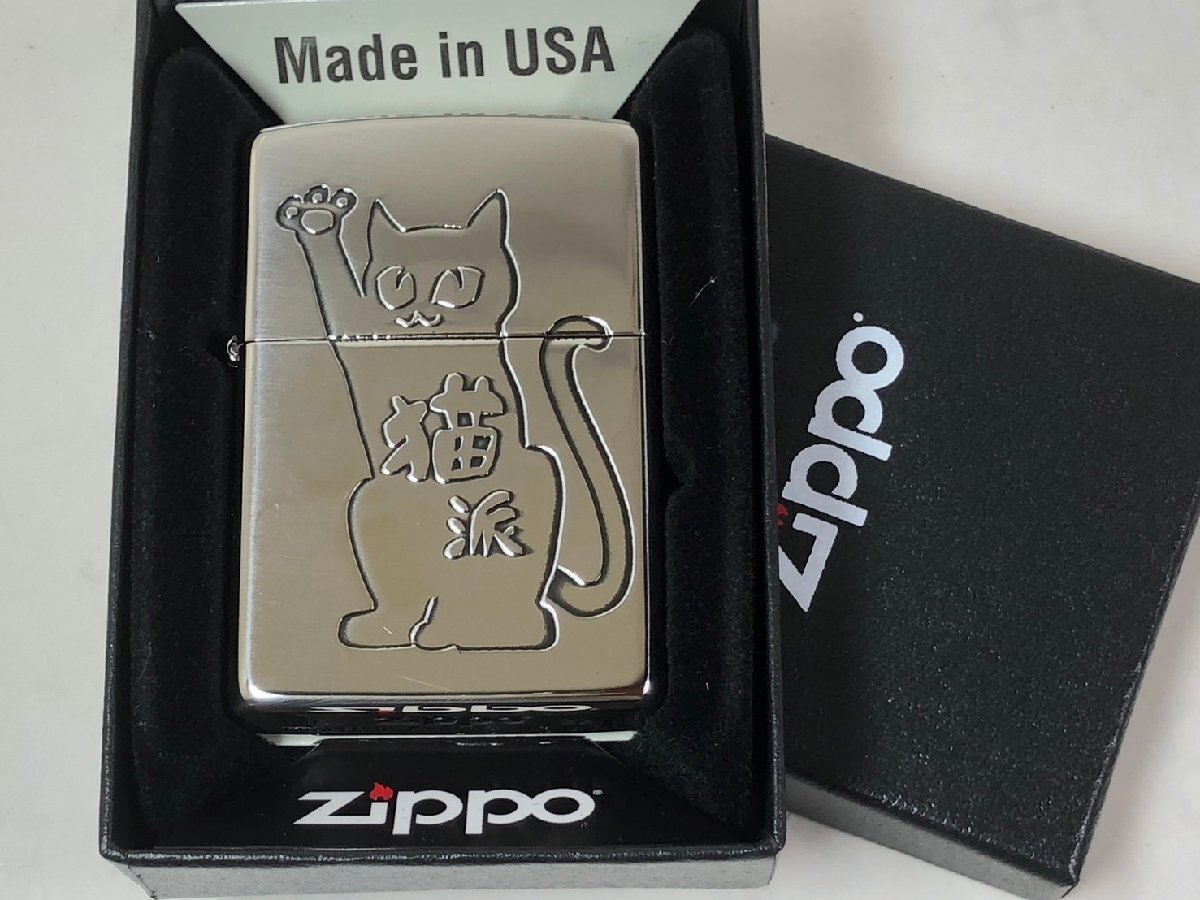 Made in USA
猫
派
zippo
zippo